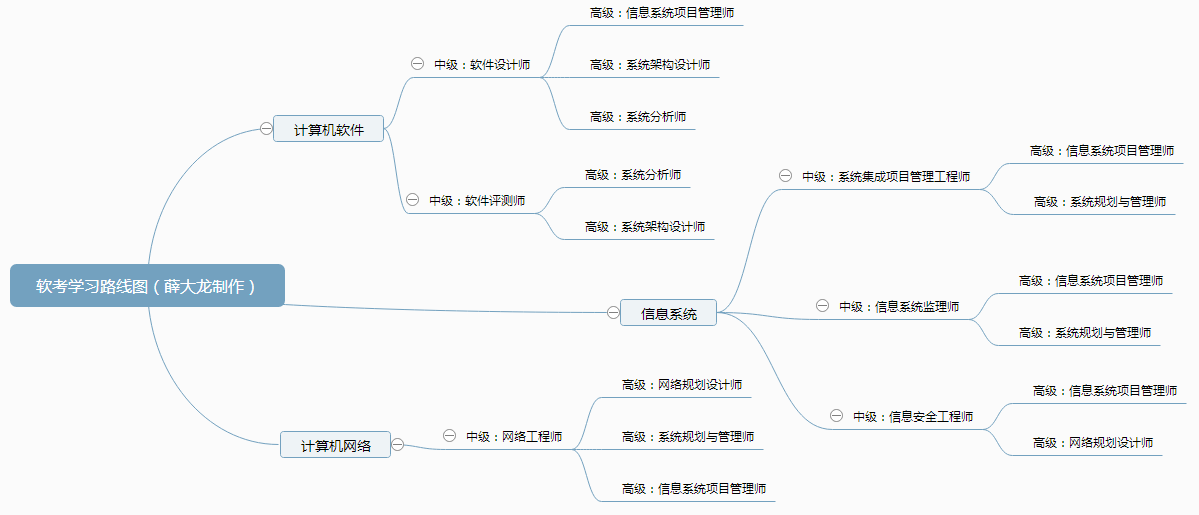 软考学习路线图（薛大龙制作）
计算机软件
中级：软件设计师
高级：信息系统项目管理师
高级：系统架构设计师
高级：系统分析师
中级：软件评测师
高级：系统分析师
高级：系统架构设计师
信息系统
中级：系统集成项目管理工程师
高级：信息系统项目管理师
高级：系统规划与管理师
中级：信息系统监理师
高级：信息系统项目管理师
高级：系统规划与管理师
中级：信息安全工程师
高级：信息系统项目管理师
高级：网络规划设计师
计算机网络
中级：网络工程师
高级：网络规划设计师
高级：系统规划与管理师
高级：信息系统项目管理师